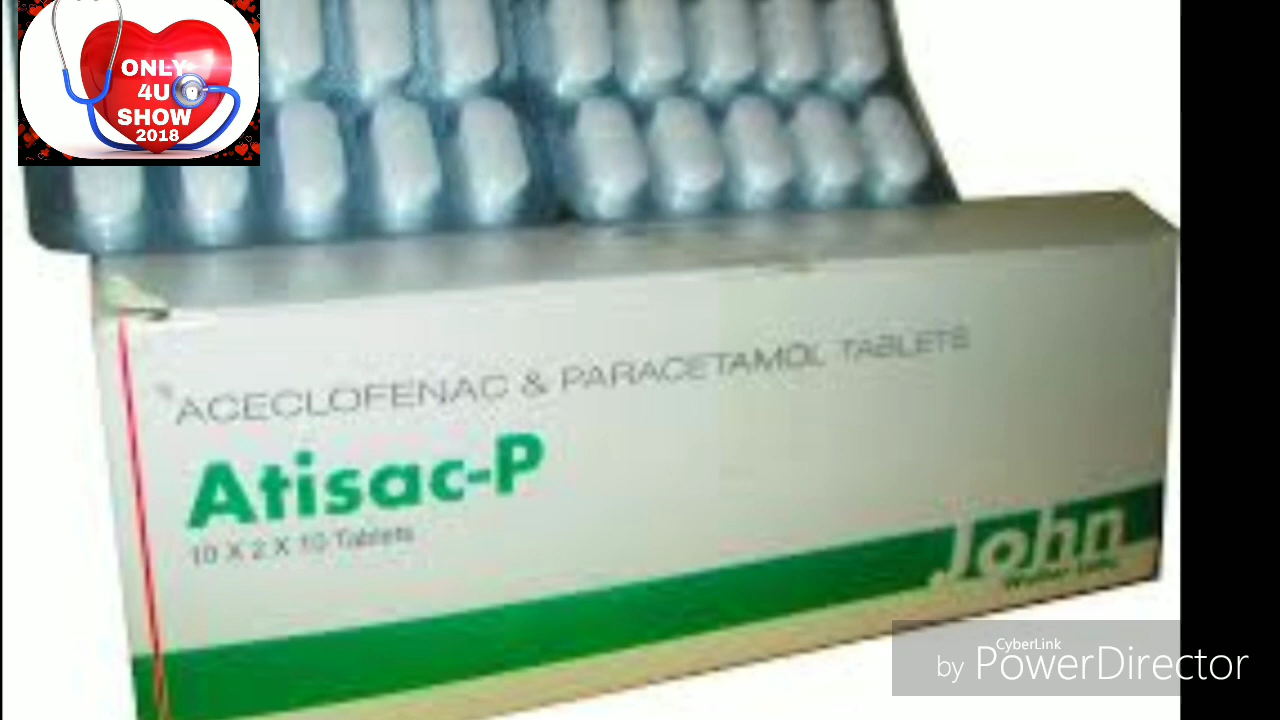 ONLY
4U
SHOW
2018
ACECLOFENAC & PARACETAMOL TABLETS
Atisac-P
10 X 2 X 10 Tablets
John
CyberLink
by PowerDirector